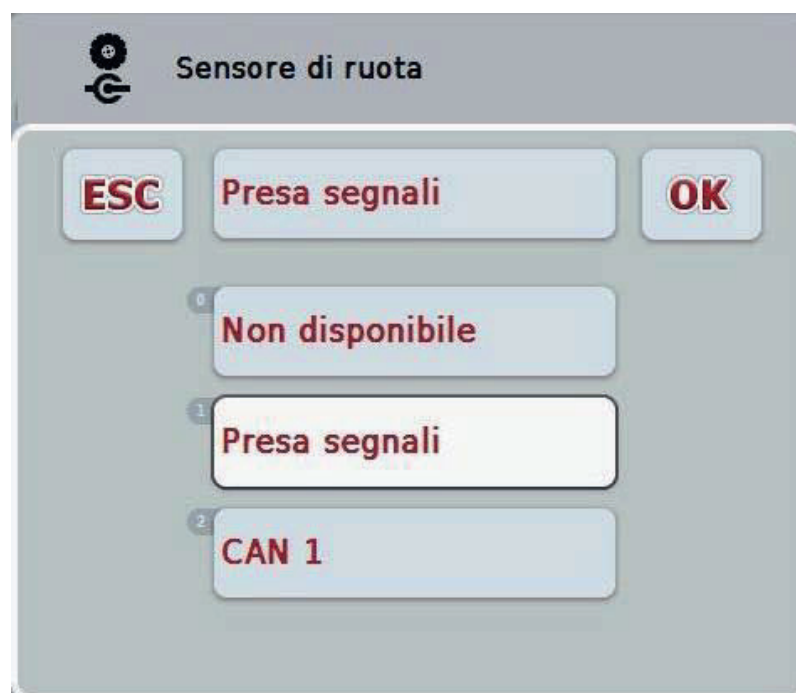 Sensore di ruota
ESC
Presa segnali
OK
0
Non disponibile
1
Presa segnali
2
CAN 1